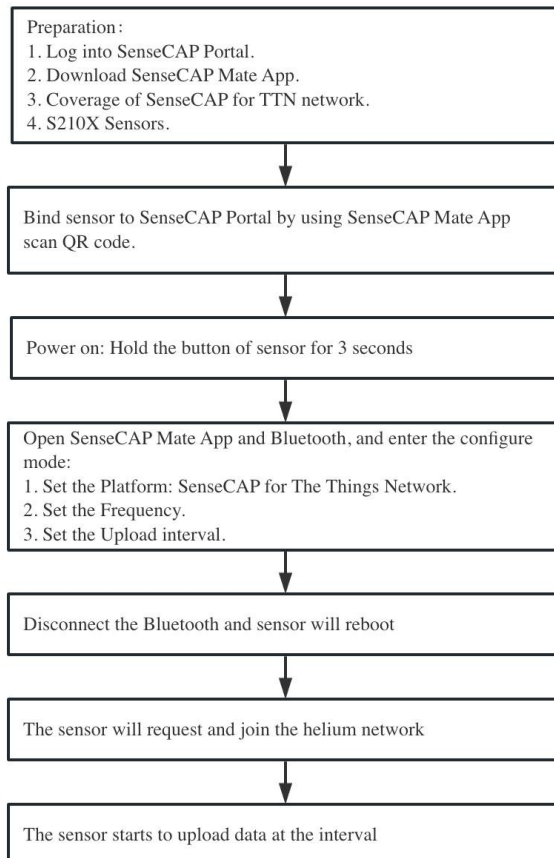 Preparation:
1. Log into SenseCAP Portal.
2. Download SenseCAP Mate App.
3. Coverage of SenseCAP for TTN network.
4. S210X Sensors.
Bind sensor to SenseCAP Portal by using SenseCAP Mate App
scan QR code.
Power on: Hold the button of sensor for 3 seconds
Open SenseCAP Mate App and Bluetooth, and enter the configure
mode:
1. Set the Platform: SenseCAP for The Things Network.
2. Set the Frequency.
3. Set the Upload interval.
Disconnect the Bluetooth and sensor will reboot
The sensor will request and join the helium network
The sensor starts to upload data at the interval